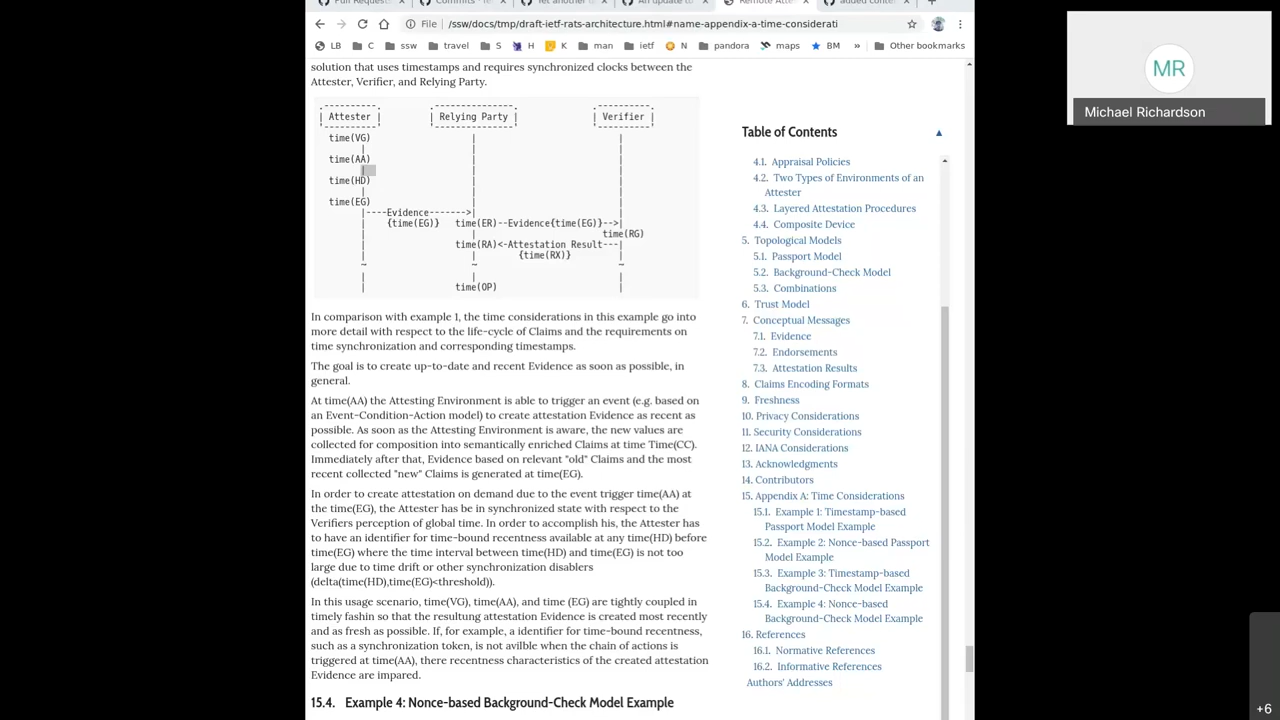 Pull Reques
Commits · iet
Yet another u
An update to
Remote Atte
added conten
File | /ssw/docs/tmp/draft-ietf-rats-architecture.html#name-appendix-a-time-considerati
LB C ssw travel S H K man ietf N pandora maps BM » Other bookmarks
solution that uses timestamps and requires synchronized clocks between the
Attester, Verifier, and Relying Party.
.----------. .---------------. .----------.
| Attester | | Relying Party | | Verifier |
'----------' '---------------' '----------'
time(VG) | |
| | |
time(AA) | |
| | |
time(HD) | |
| | |
time(EG) | |
|----Evidence------->| |
| {time(EG)} time(ER)--Evidence{time(EG)}-->|
| | time(RG)
| time(RA)<-Attestation Result---|
| | {time(RX)} |
~ ~ ~
| | |
| time(OP) |
In comparison with example 1, the time considerations in this example go into
more detail with respect to the life-cycle of Claims and the requirements on
time synchronization and corresponding timestamps.
The goal is to create up-to-date and recent Evidence as soon as possible, in
general.
At time(AA) the Attesting Environment is able to trigger an event (e.g. based on
an Event-Condition-Action model) to create attestation Evidence as recent as
possible. As soon as the Attesting Environment is aware, the new values are
collected for composition into semantically enriched Claims at time Time(CC).
Immediately after that, Evidence based on relevant "old" Claims and the most
recent collected "new" Claims is generated at time(EG).
In order to create attestation on demand due to the event trigger time(AA) at
the time(EG), the Attester has be in synchronized state with respect to the
Verifiers perception of global time. In order to accomplish his, the Attester has
to have an identifier for time-bound recentness available at any time(HD) before
time(EG) where the time interval between time(HD) and time(EG) is not too
large due to time drift or other synchronization disablers
(delta(time(HD),time(EG)<threshold)).
In this usage scenario, time(VG), time(AA), and time (EG) are tightly coupled in
timely fashin so that the resultung attestation Evidence is created most recently
and as fresh as possible. If, for example, a identifier for time-bound recentness,
such as a synchronization token, is not avilble when the chain of actions is
triggered at time(AA), there recentness characteristics of the created attestation
Evidence are impared.
15.4. Example 4: Nonce-based Background-Check Model Example
Table of Contents
4.1. Appraisal Policies
4.2. Two Types of Environments of an
Attester
4.3. Layered Attestation Procedures
4.4. Composite Device
5. Topological Models
5.1. Passport Model
5.2. Background-Check Model
5.3. Combinations
6. Trust Model
7. Conceptual Messages
7.1. Evidence
7.2. Endorsements
7.3. Attestation Results
8. Claims Encoding Formats
9. Freshness
10. Privacy Considerations
11. Security Considerations
12. IANA Considerations
13. Acknowledgments
14. Contributors
15. Appendix A: Time Considerations
15.1. Example 1: Timestamp-based
Passport Model Example
15.2. Example 2: Nonce-based Passport
Model Example
15.3. Example 3: Timestamp-based
Background-Check Model Example
15.4. Example 4: Nonce-based
Background-Check Model Example
16. References
16.1. Normative References
16.2. Informative References
Authors' Addresses
MR
Michael Richardson
+6